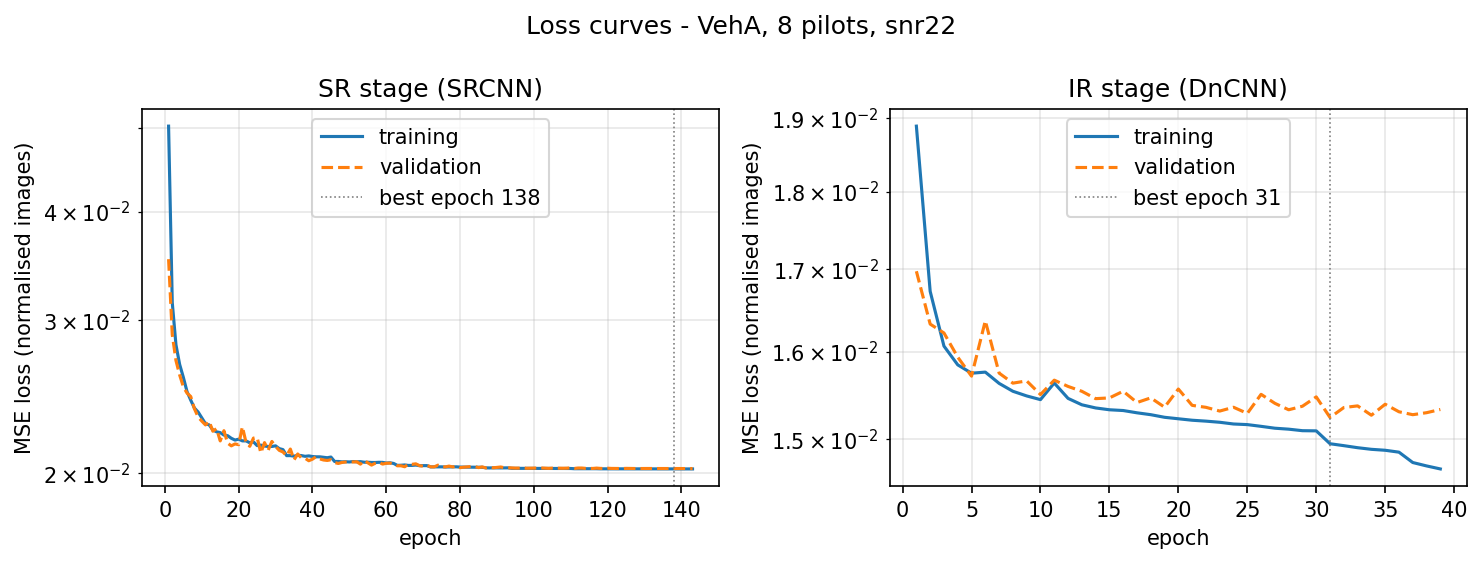 Loss curves - VehA, 8 pilots, snr22
SR stage (SRCNN)
MSE loss (normalised images)
4 × 10⁻²
3 × 10⁻²
2 × 10⁻²
training
validation
best epoch 138
0 20 40 60 80 100 120 140
epoch
IR stage (DnCNN)
MSE loss (normalised images)
1.9 × 10⁻²
1.8 × 10⁻²
1.7 × 10⁻²
1.6 × 10⁻²
1.5 × 10⁻²
training
validation
best epoch 31
0 5 10 15 20 25 30 35 40
epoch